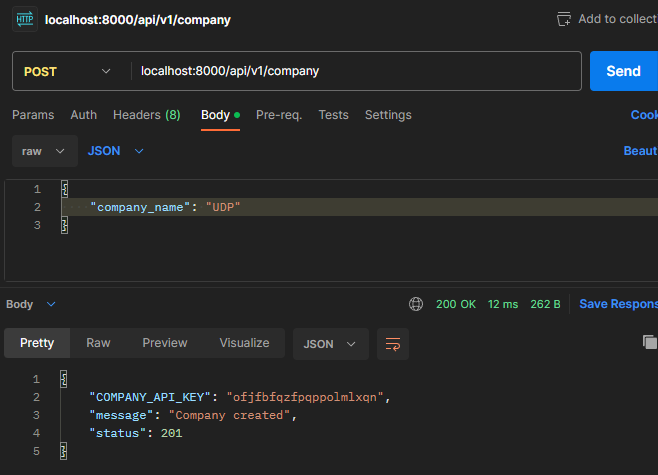 HTTP localhost:8000/api/v1/company Add to collect
POST localhost:8000/api/v1/company Send
Params Auth Headers (8) Body Pre-req. Tests Settings Cook
raw JSON Beaut
1 {
2 "company_name": "UDP"
3 }
Body 200 OK 12 ms 262 B Save Respons
Pretty Raw Preview Visualize JSON
1 {
2 "COMPANY_API_KEY": "ofjfbfqzfpqppolmlxqn",
3 "message": "Company created",
4 "status": 201
5 }